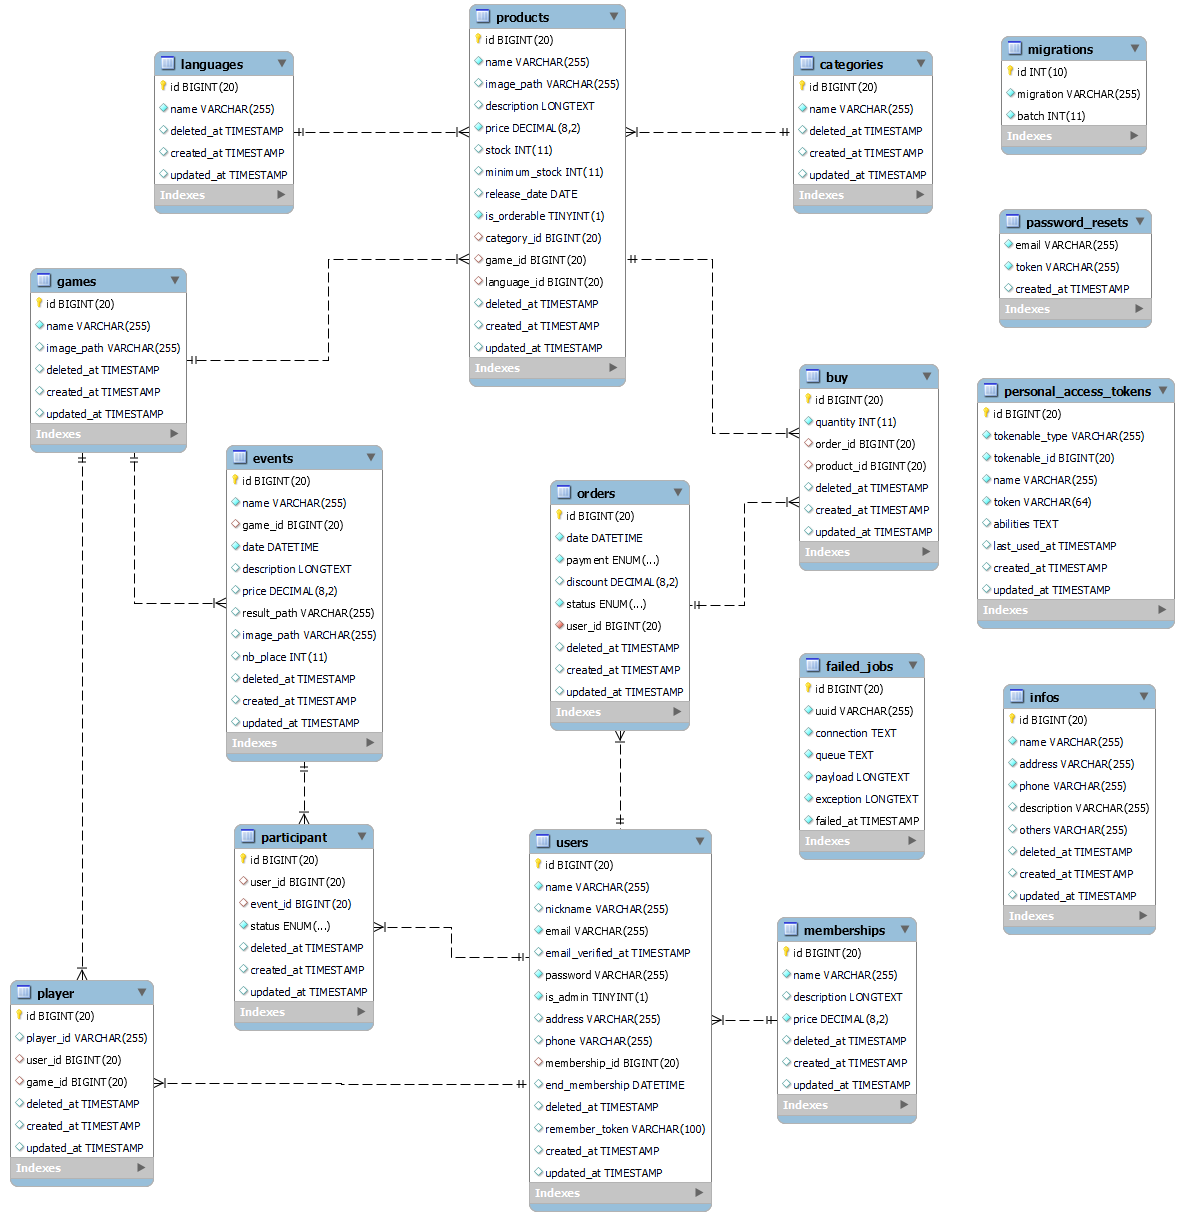 products
id BIGINT(20)
name VARCHAR(255)
image_path VARCHAR(255)
description LONGTEXT
price DECIMAL(8,2)
stock INT(11)
minimum_stock INT(11)
release_date DATE
is_orderable TINYINT(1)
category_id BIGINT(20)
game_id BIGINT(20)
language_id BIGINT(20)
deleted_at TIMESTAMP
created_at TIMESTAMP
updated_at TIMESTAMP
Indexes
languages
id BIGINT(20)
name VARCHAR(255)
deleted_at TIMESTAMP
created_at TIMESTAMP
updated_at TIMESTAMP
Indexes
categories
id BIGINT(20)
name VARCHAR(255)
deleted_at TIMESTAMP
created_at TIMESTAMP
updated_at TIMESTAMP
Indexes
migrations
id INT(10)
migration VARCHAR(255)
batch INT(11)
Indexes
password_resets
email VARCHAR(255)
token VARCHAR(255)
created_at TIMESTAMP
Indexes
games
id BIGINT(20)
name VARCHAR(255)
image_path VARCHAR(255)
deleted_at TIMESTAMP
created_at TIMESTAMP
updated_at TIMESTAMP
Indexes
buy
id BIGINT(20)
quantity INT(11)
order_id BIGINT(20)
product_id BIGINT(20)
deleted_at TIMESTAMP
created_at TIMESTAMP
updated_at TIMESTAMP
Indexes
personal_access_tokens
id BIGINT(20)
tokenable_type VARCHAR(255)
tokenable_id BIGINT(20)
name VARCHAR(255)
token VARCHAR(64)
abilities TEXT
last_used_at TIMESTAMP
created_at TIMESTAMP
updated_at TIMESTAMP
Indexes
events
id BIGINT(20)
name VARCHAR(255)
game_id BIGINT(20)
date DATETIME
description LONGTEXT
price DECIMAL(8,2)
result_path VARCHAR(255)
image_path VARCHAR(255)
nb_place INT(11)
deleted_at TIMESTAMP
created_at TIMESTAMP
updated_at TIMESTAMP
Indexes
orders
id BIGINT(20)
date DATETIME
payment ENUM(...)
discount DECIMAL(8,2)
status ENUM(...)
user_id BIGINT(20)
deleted_at TIMESTAMP
created_at TIMESTAMP
updated_at TIMESTAMP
Indexes
failed_jobs
id BIGINT(20)
uuid VARCHAR(255)
connection TEXT
queue TEXT
payload LONGTEXT
exception LONGTEXT
failed_at TIMESTAMP
Indexes
infos
id BIGINT(20)
name VARCHAR(255)
address VARCHAR(255)
phone VARCHAR(255)
description VARCHAR(255)
others VARCHAR(255)
deleted_at TIMESTAMP
created_at TIMESTAMP
updated_at TIMESTAMP
Indexes
participant
id BIGINT(20)
user_id BIGINT(20)
event_id BIGINT(20)
status ENUM(...)
deleted_at TIMESTAMP
created_at TIMESTAMP
updated_at TIMESTAMP
Indexes
users
id BIGINT(20)
name VARCHAR(255)
nickname VARCHAR(255)
email VARCHAR(255)
email_verified_at TIMESTAMP
password VARCHAR(255)
is_admin TINYINT(1)
address VARCHAR(255)
phone VARCHAR(255)
membership_id BIGINT(20)
end_membership DATETIME
deleted_at TIMESTAMP
remember_token VARCHAR(100)
created_at TIMESTAMP
updated_at TIMESTAMP
Indexes
memberships
id BIGINT(20)
name VARCHAR(255)
description LONGTEXT
price DECIMAL(8,2)
deleted_at TIMESTAMP
created_at TIMESTAMP
updated_at TIMESTAMP
Indexes
player
id BIGINT(20)
player_id VARCHAR(255)
user_id BIGINT(20)
game_id BIGINT(20)
deleted_at TIMESTAMP
created_at TIMESTAMP
updated_at TIMESTAMP
Indexes